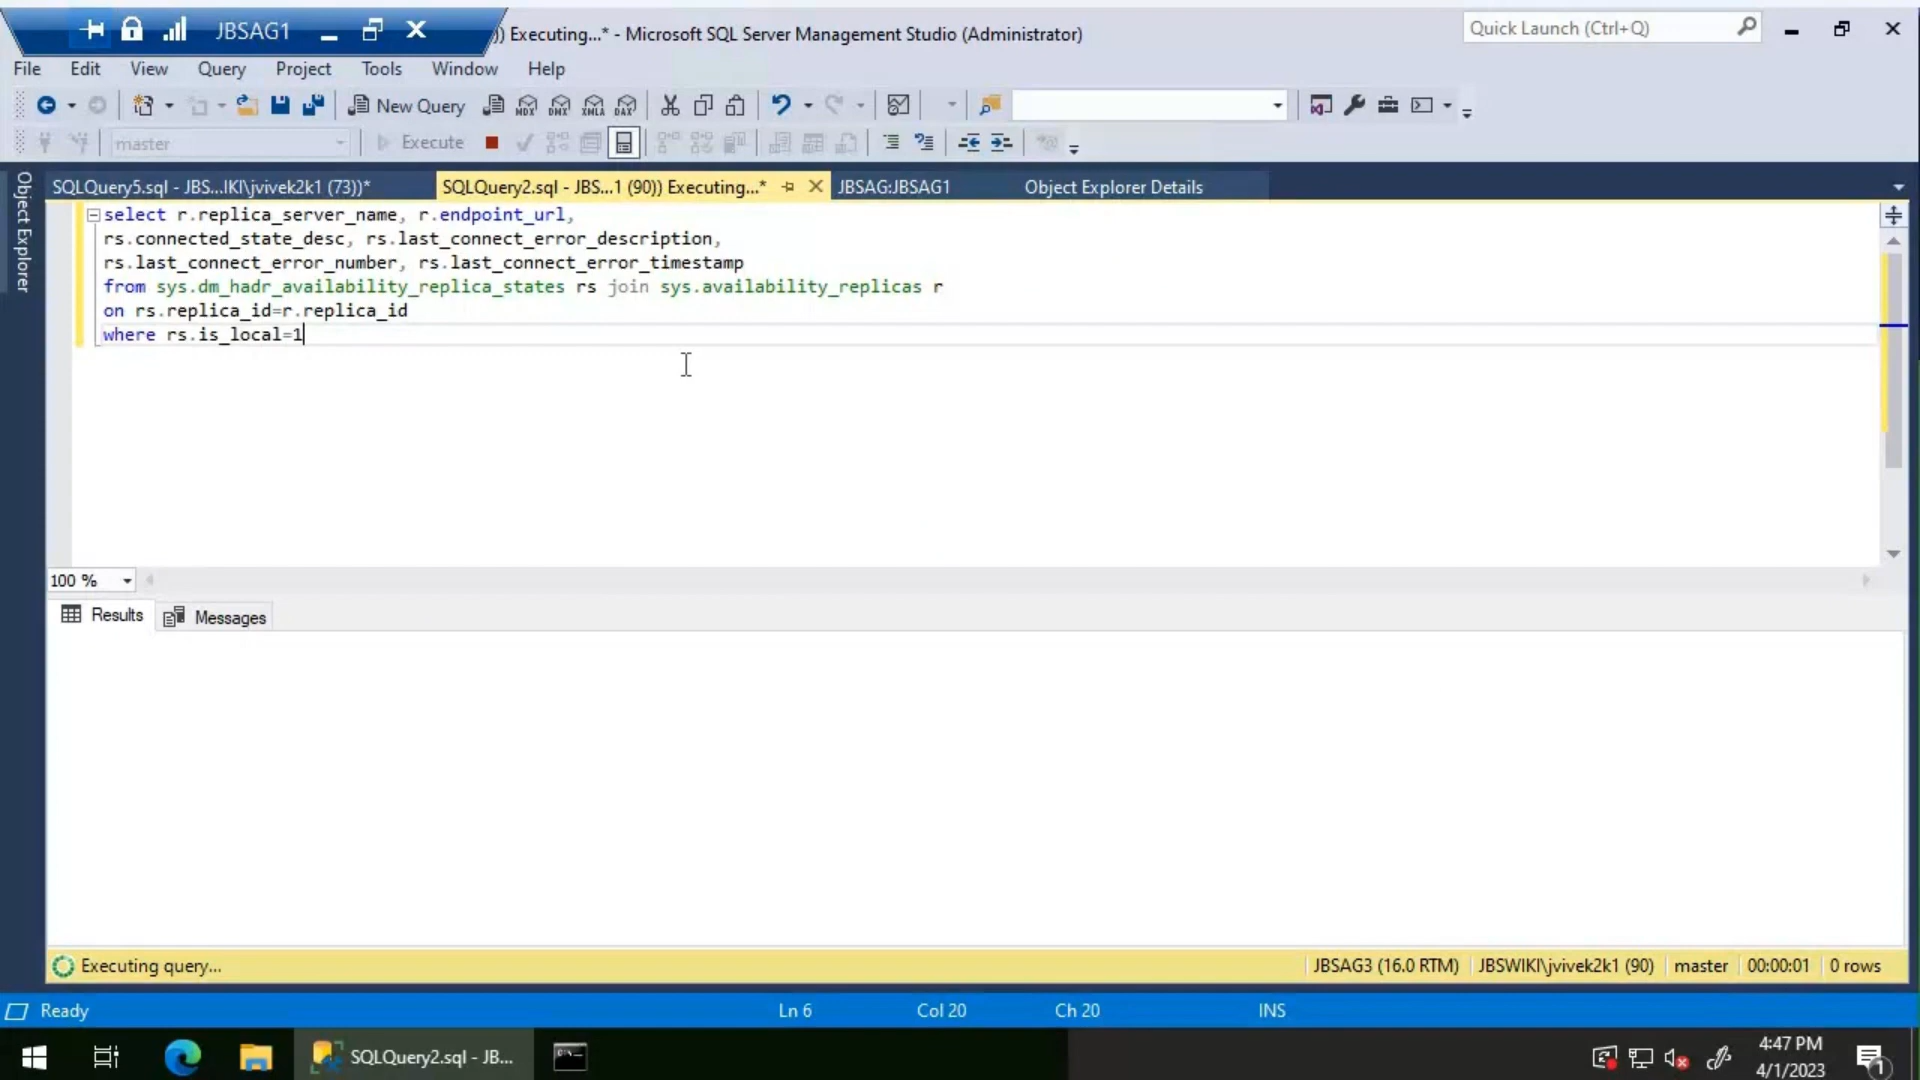 JBSAG1
)) Executing...* - Microsoft SQL Server Management Studio (Administrator)
Quick Launch (Ctrl+Q)
File Edit View Query Project Tools Window Help
New Query MDX DMX XMLA DAX
master Execute
Object Explorer
SQLQuery5.sql - JBS...IKI\jvivek2k1 (73))*
SQLQuery2.sql - JBS...1 (90)) Executing...*
JBSAG:JBSAG1
Object Explorer Details
select r.replica_server_name, r.endpoint_url,
rs.connected_state_desc, rs.last_connect_error_description,
rs.last_connect_error_number, rs.last_connect_error_timestamp
from sys.dm_hadr_availability_replica_states rs join sys.availability_replicas r
on rs.replica_id=r.replica_id
where rs.is_local=1
100 %
Results Messages
Executing query...
JBSAG3 (16.0 RTM) JBSWIKI\jvivek2k1 (90) master 00:00:01 0 rows
Ready Ln 6 Col 20 Ch 20 INS
SQLQuery2.sql - JB...
4:47 PM
4/1/2023
1